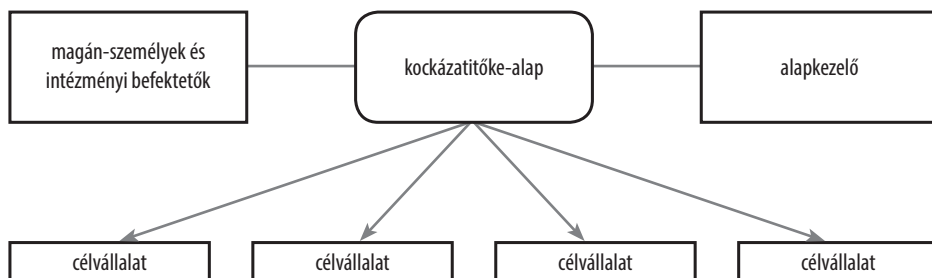 magán-személyek és
intézményi befektetők
kockázatitőke-alap
alapkezelő
célvállalat
célvállalat
célvállalat
célvállalat